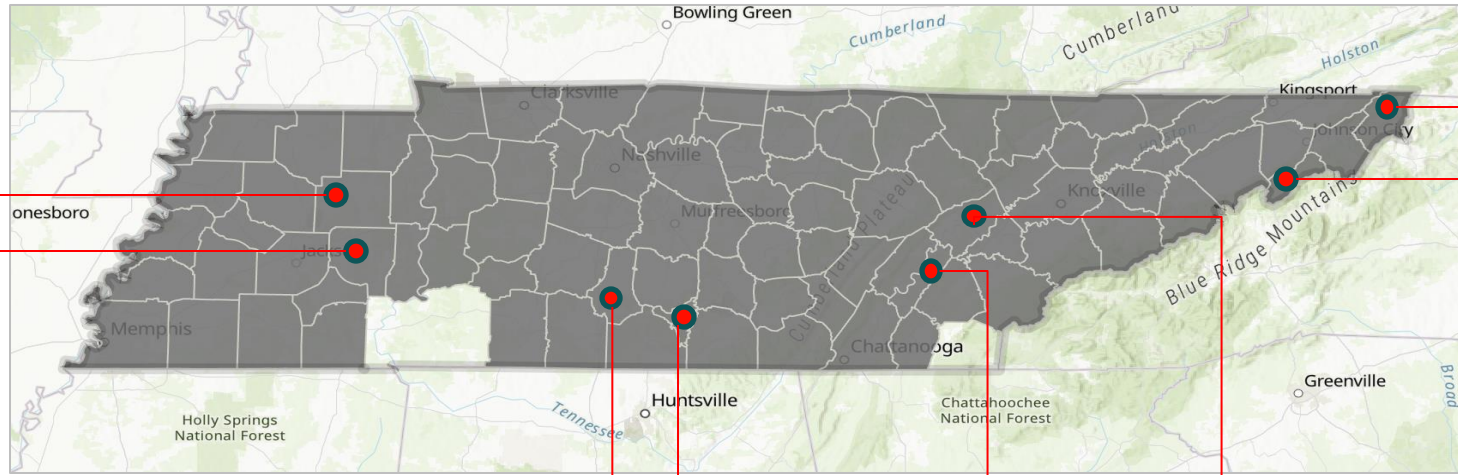 Bowling Green
Cumberland
Cumberland
Holston
Clarksville
Kingsport
Johnson City
Holston
Nashville
Knoxville
onesboro
Murfreesboro
Cumberland Plateau
Blue Ridge Mountains
Jackson
Memphis
Chattanooga
Greenville
Broad
Huntsville
Tennessee
Holly Springs
National Forest
Chattahoochee
National Forest